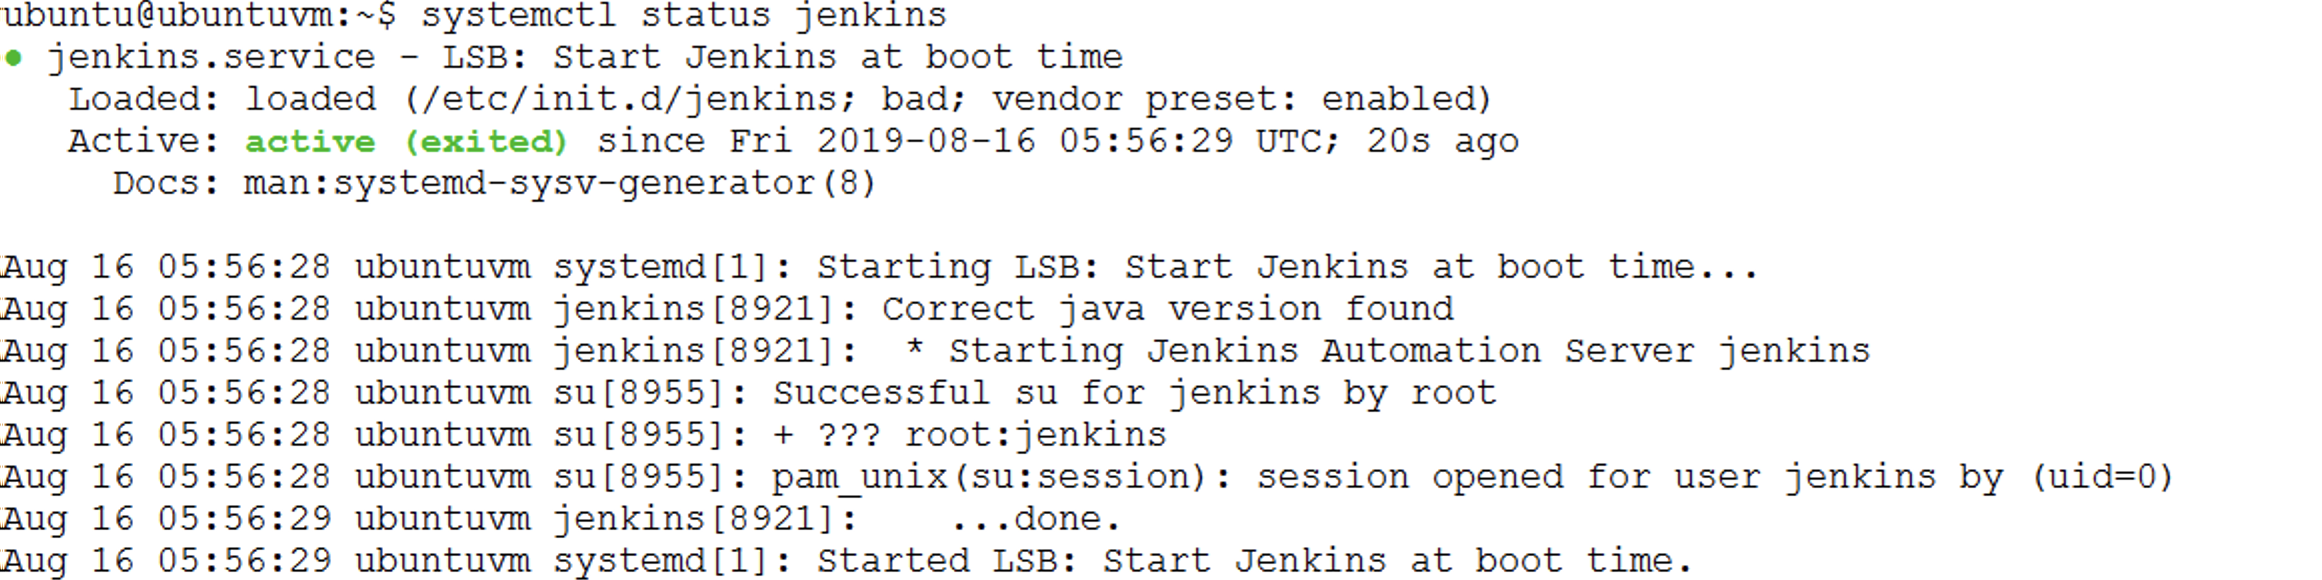 ubuntu@ubuntuvm:~$ systemctl status jenkins
● jenkins.service - LSB: Start Jenkins at boot time
Loaded: loaded (/etc/init.d/jenkins; bad; vendor preset: enabled)
Active: active (exited) since Fri 2019-08-16 05:56:29 UTC; 20s ago
Docs: man:systemd-sysv-generator(8)
Aug 16 05:56:28 ubuntuvm systemd[1]: Starting LSB: Start Jenkins at boot time...
Aug 16 05:56:28 ubuntuvm jenkins[8921]: Correct java version found
Aug 16 05:56:28 ubuntuvm jenkins[8921]:  * Starting Jenkins Automation Server jenkins
Aug 16 05:56:28 ubuntuvm su[8955]: Successful su for jenkins by root
Aug 16 05:56:28 ubuntuvm su[8955]: + ??? root:jenkins
Aug 16 05:56:28 ubuntuvm su[8955]: pam_unix(su:session): session opened for user jenkins by (uid=0)
Aug 16 05:56:29 ubuntuvm jenkins[8921]:    ...done.
Aug 16 05:56:29 ubuntuvm systemd[1]: Started LSB: Start Jenkins at boot time.